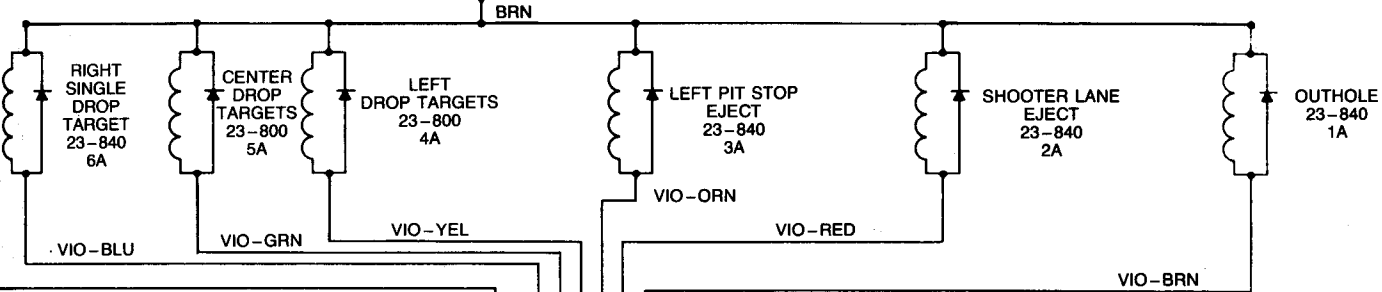 BRN
RIGHT
SINGLE
DROP
TARGET
23-840
6A
CENTER
DROP
TARGETS
23-800
5A
LEFT
DROP TARGETS
23-800
4A
LEFT PIT STOP
EJECT
23-840
3A
SHOOTER LANE
EJECT
23-840
2A
OUTHOLE
23-840
1A
VIO-BLU
VIO-GRN
VIO-YEL
VIO-ORN
VIO-RED
VIO-BRN